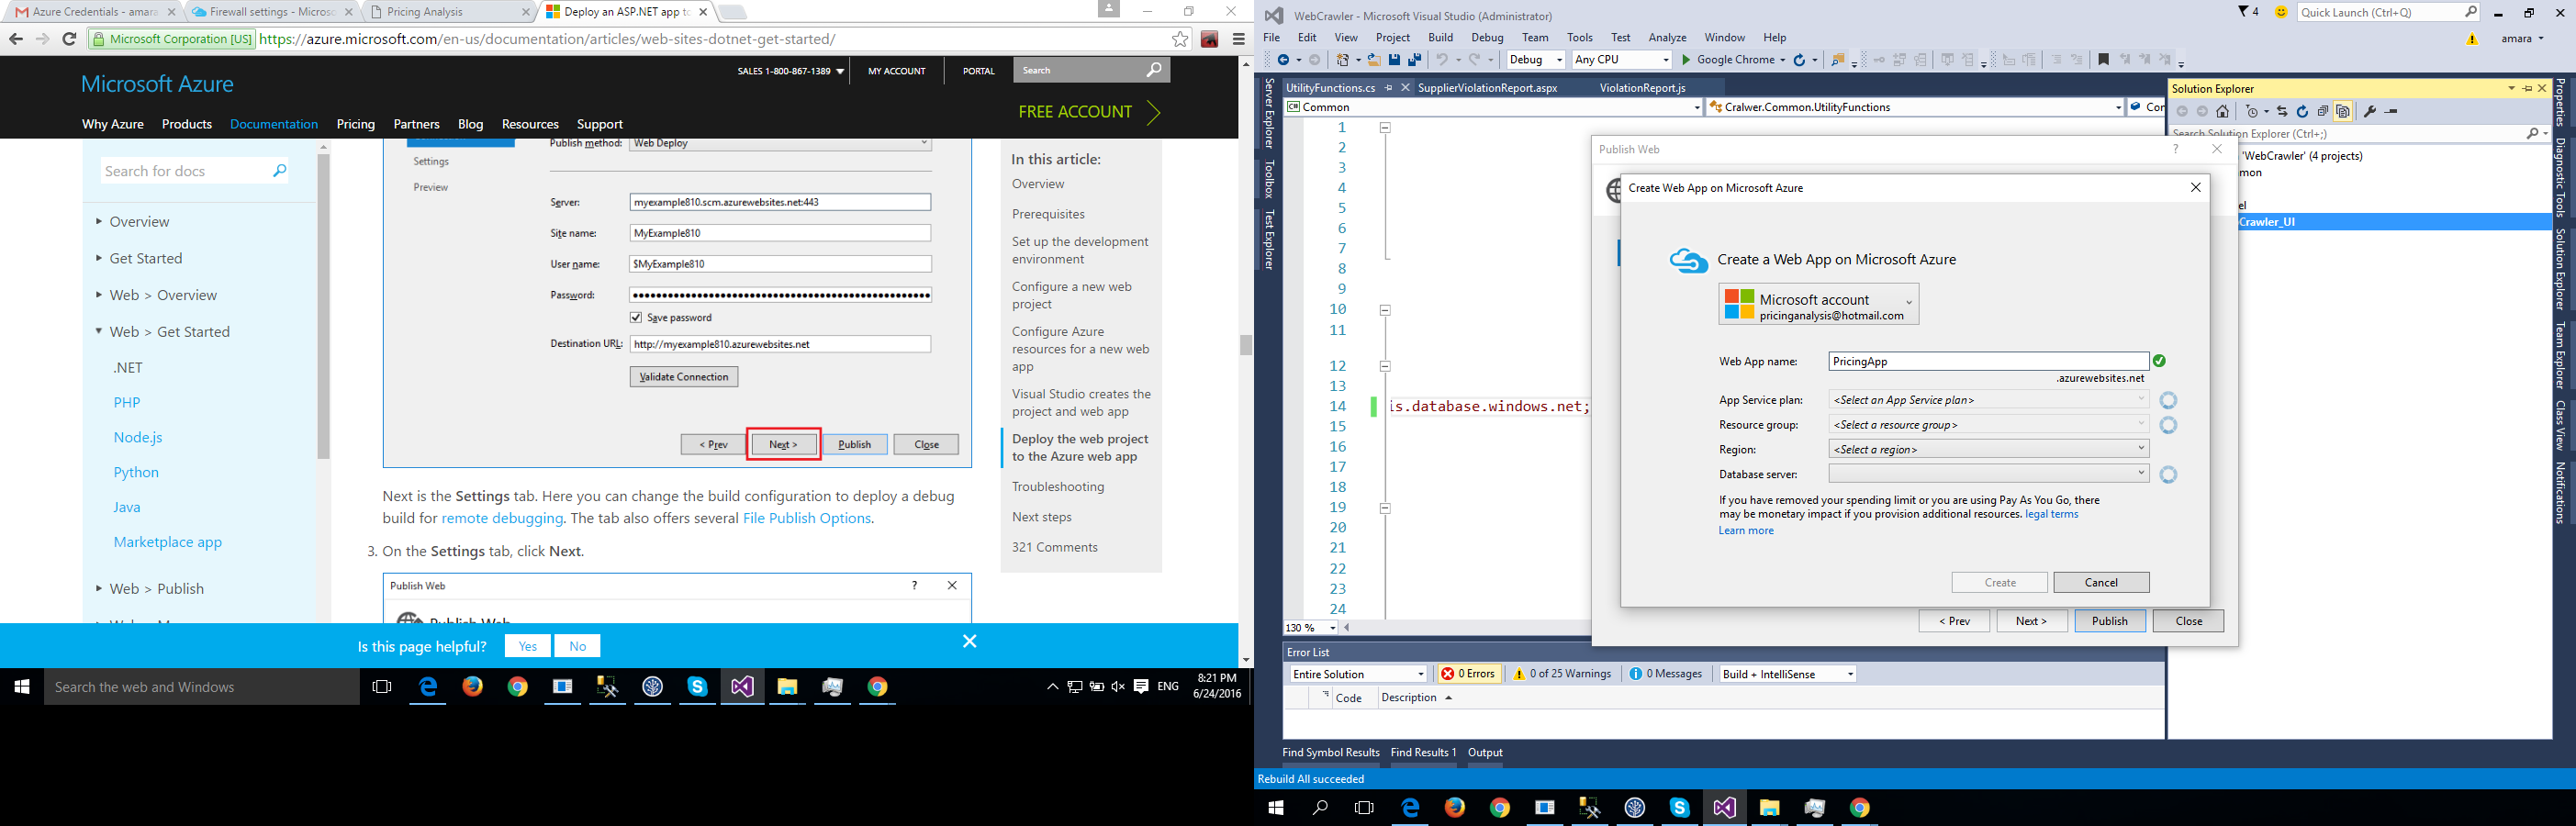 Azure Credentials - amara
Firewall settings - Microso
Pricing Analysis
Deploy an ASP.NET app to
Microsoft Corporation [US]
https://azure.microsoft.com/en-us/documentation/articles/web-sites-dotnet-get-started/
SALES 1-800-867-1389
MY ACCOUNT
PORTAL
Search
Microsoft Azure
FREE ACCOUNT
Why Azure Products Documentation Pricing Partners Blog Resources Support
Search for docs
Overview
Get Started
Web > Overview
Web > Get Started
.NET
PHP
Node.js
Python
Java
Marketplace app
Web > Publish
Publish method: Web Deploy
Settings
Preview
Server: myexample810.scm.azurewebsites.net:443
Site name: MyExample810
User name: $MyExample810
Password:
Save password
Destination URL: http://myexample810.azurewebsites.net
Validate Connection
< Prev Next > Publish Close
Next is the Settings tab. Here you can change the build configuration to deploy a debug
build for remote debugging. The tab also offers several File Publish Options.
3. On the Settings tab, click Next.
Publish Web ?
Publish Web
In this article:
Overview
Prerequisites
Set up the development
environment
Configure a new web
project
Configure Azure
resources for a new web
app
Visual Studio creates the
project and web app
Deploy the web project
to the Azure web app
Troubleshooting
Next steps
321 Comments
Is this page helpful? Yes No
Search the web and Windows
ENG
8:21 PM
6/24/2016
WebCrawler - Microsoft Visual Studio (Administrator)
4
Quick Launch (Ctrl+Q)
File Edit View Project Build Debug Team Tools Test Analyze Window Help
amara
Debug Any CPU Google Chrome
Server Explorer
Toolbox
Test Explorer
UtilityFunctions.cs SupplierViolationReport.aspx ViolationReport.js
C# Common
Cralwer.Common.UtilityFunctions
Cor
1
2
3
4
5
6
7
8
9
10
11
12
13
14 is.database.windows.net;
15
16
17
18
19
20
21
22
23
24
130 %
Publish Web ?
Create Web App on Microsoft Azure
Create a Web App on Microsoft Azure
Microsoft account
pricinganalysis@hotmail.com
Web App name: PricingApp
.azurewebsites.net
App Service plan: <Select an App Service plan>
Resource group: <Select a resource group>
Region: <Select a region>
Database server:
If you have removed your spending limit or you are using Pay As You Go, there
may be monetary impact if you provision additional resources. legal terms
Learn more
Create Cancel
< Prev Next > Publish Close
Solution Explorer
Search Solution Explorer (Ctrl+;)
'WebCrawler' (4 projects)
mon
el
Crawler_UI
Properties
Diagnostic Tools
Solution Explorer
Team Explorer
Class View
Notifications
Error List
Entire Solution 0 Errors 0 of 25 Warnings 0 Messages Build + IntelliSense
Code Description
Find Symbol Results Find Results 1 Output
Rebuild All succeeded